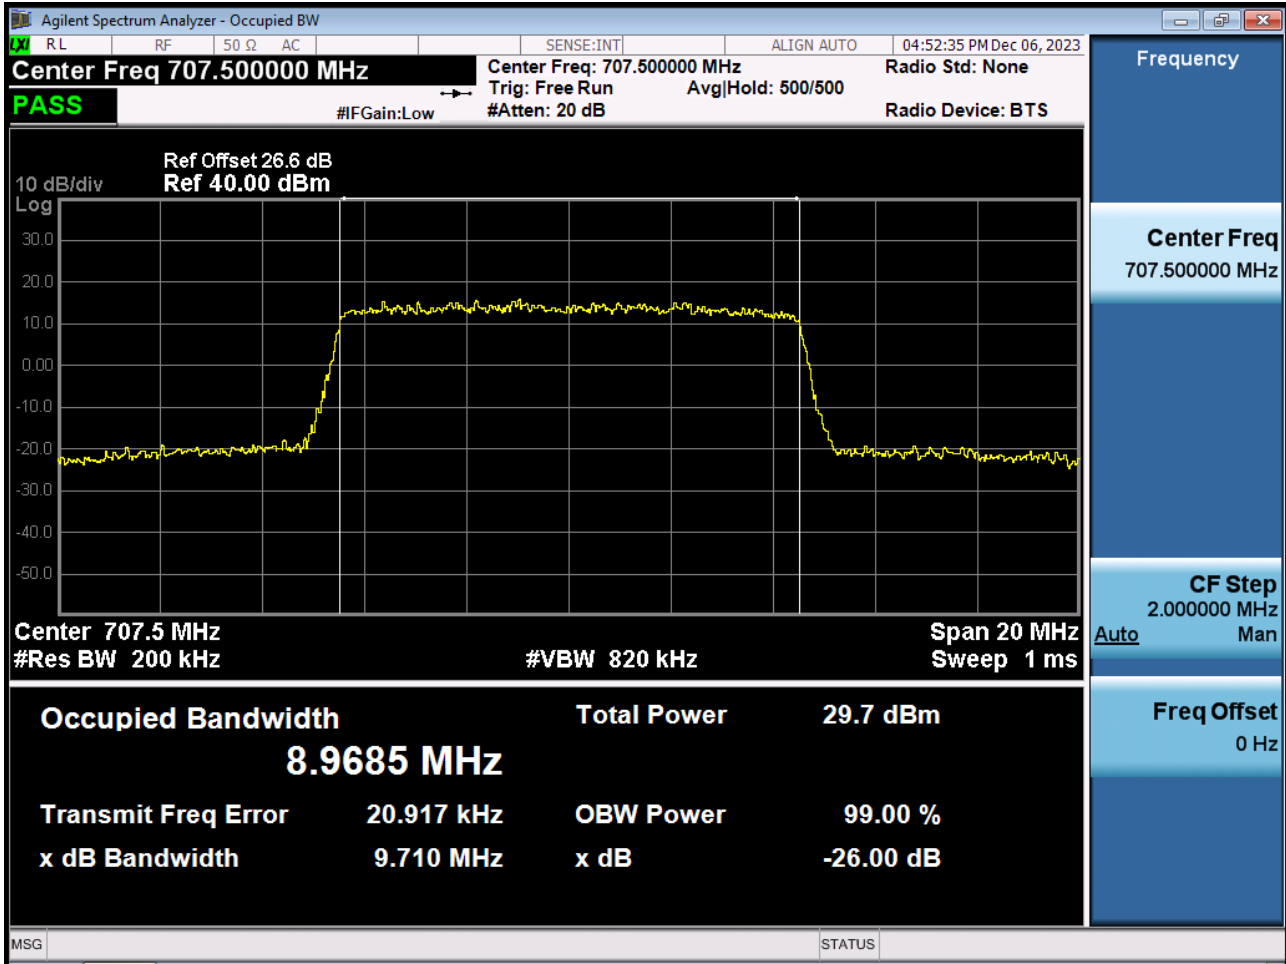 Agilent Spectrum Analyzer - Occupied BW
LXI RL RF 50 Ω AC SENSE:INT ALIGN AUTO 04:52:35 PM Dec 06, 2023
Center Freq 707.500000 MHz
Center Freq: 707.500000 MHz Radio Std: None
Trig: Free Run Avg|Hold: 500/500
PASS
#IFGain:Low #Atten: 20 dB Radio Device: BTS
Ref Offset 26.6 dB
10 dB/div Ref 40.00 dBm
Log
30.0
20.0
10.0
0.00
-10.0
-20.0
-30.0
-40.0
-50.0
Center 707.5 MHz Span 20 MHz
#Res BW 200 kHz #VBW 820 kHz Sweep 1 ms
Occupied Bandwidth Total Power 29.7 dBm
8.9685 MHz
Transmit Freq Error 20.917 kHz OBW Power 99.00 %
x dB Bandwidth 9.710 MHz x dB -26.00 dB
MSG STATUS
Frequency
Center Freq
707.500000 MHz
CF Step
2.000000 MHz
Auto Man
Freq Offset
0 Hz